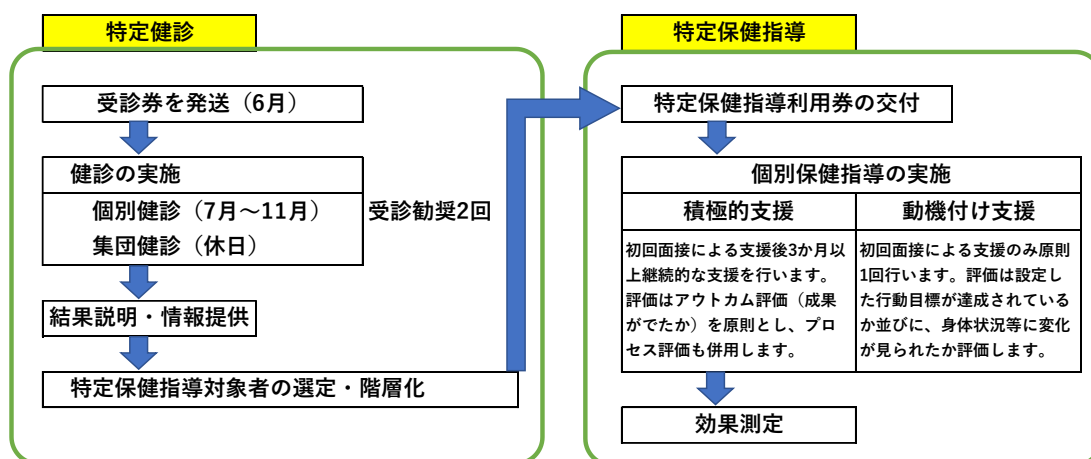 特定健診
受診券を発送（6月）
健診の実施
個別健診（7月～11月）
集団健診（休日）
受診勧奨2回
結果説明・情報提供
特定保健指導対象者の選定・階層化
特定保健指導
特定保健指導利用券の交付
個別保健指導の実施
積極的支援
初回面接による支援後3か月以
上継続的な支援を行います。
評価はアウトカム評価（成果
がでたか）を原則とし、プロ
セス評価も併用します。
動機付け支援
初回面接による支援のみ原則
1回行います。評価は設定し
た行動目標が達成されている
か並びに、身体状況等に変化
が見られたか評価します。
効果測定